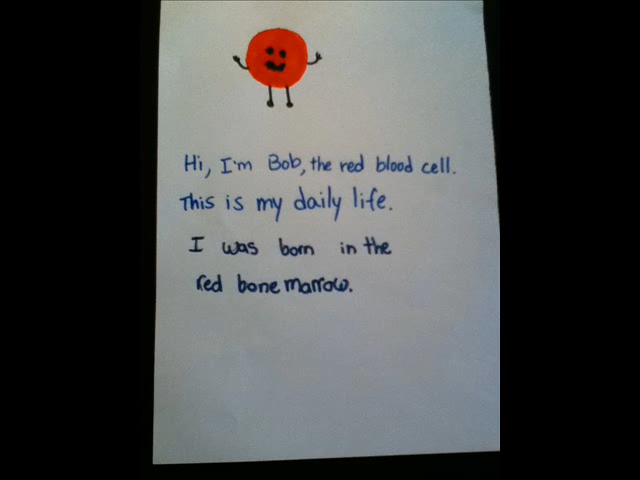 Hi, I'm Bob, the red blood cell.
This is my daily life.
I was born in the
red bone marrow.